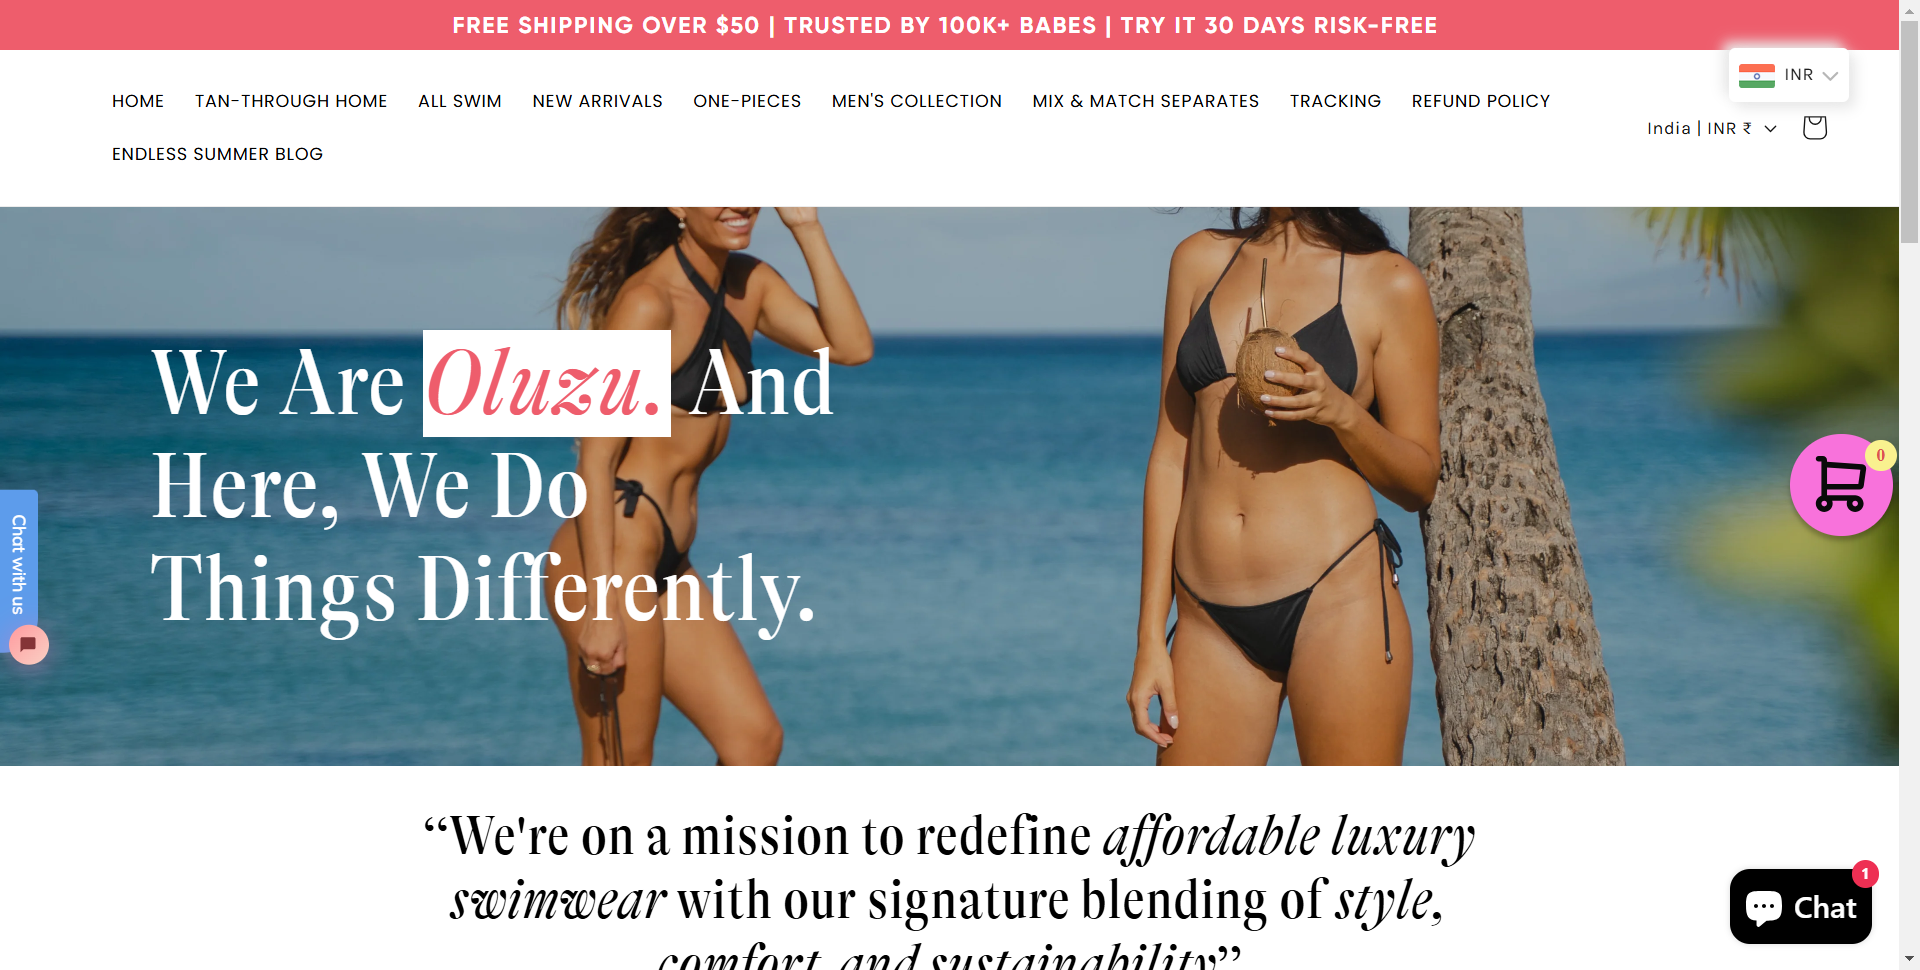 FREE SHIPPING OVER $50 | TRUSTED BY 100K+ BABES | TRY IT 30 DAYS RISK-FREE
INR
HOME TAN-THROUGH HOME ALL SWIM NEW ARRIVALS ONE-PIECES MEN'S COLLECTION MIX & MATCH SEPARATES TRACKING REFUND POLICY
India | INR ₹
ENDLESS SUMMER BLOG
We Are Oluzu. And
Here, We Do
Things Differently.
0
Chat with us
“We're on a mission to redefine affordable luxury
swimwear with our signature blending of style,
comfort, and sustainability”
1
Chat